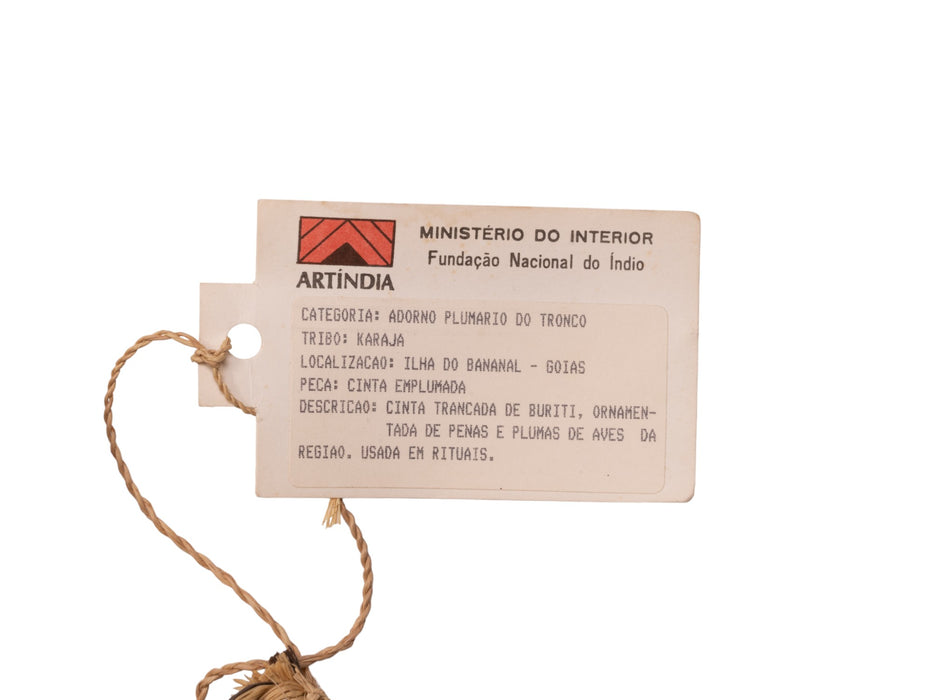 MINISTÉRIO DO INTERIOR
Fundação Nacional do Índio
ARTÍNDIA
CATEGORIA: ADORNO PLUMARIO DO TRONCO
TRIBO: KARAJA
LOCALIZACAO: ILHA DO BANANAL - GOIAS
PECA: CINTA EMPLUMADA
DESCRICAO: CINTA TRANCADA DE BURITI, ORNAMEN-
TADA DE PENAS E PLUMAS DE AVES DA
REGIAO. USADA EM RITUAIS.